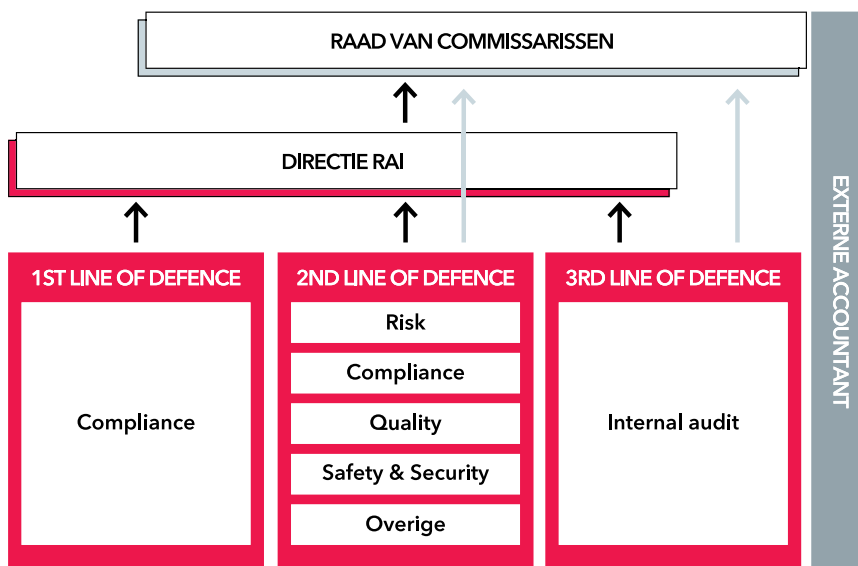 RAAD VAN COMMISSARISSEN
DIRECTIE RAI
1ST LINE OF DEFENCE
Compliance
2ND LINE OF DEFENCE
Risk
Compliance
Quality
Safety & Security
Overige
3RD LINE OF DEFENCE
Internal audit
EXTERNE ACCOUNTANT